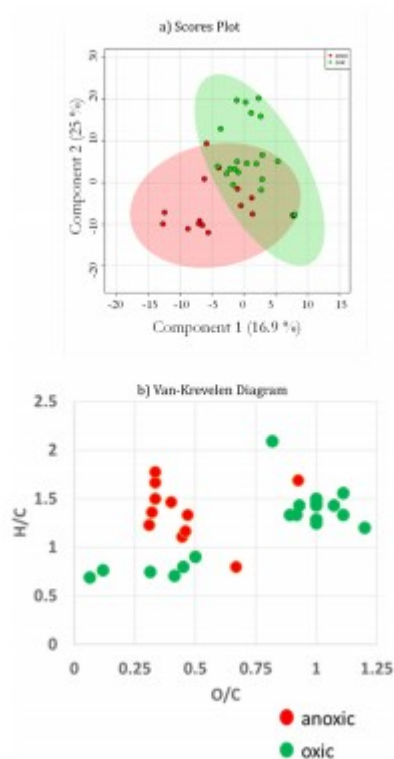 a) Scores Plot
30
20
10
0
-10
-20
Component 2 (25 %)
-20 -15 -10 -5 0 5 10 15
Component 1 (16.9 %)
b) Van-Krevelen Diagram
2.5
2
1.5
1
0.5
0
H/C
0 0.25 0.5 0.75 1 1.25
O/C
anoxic
oxic